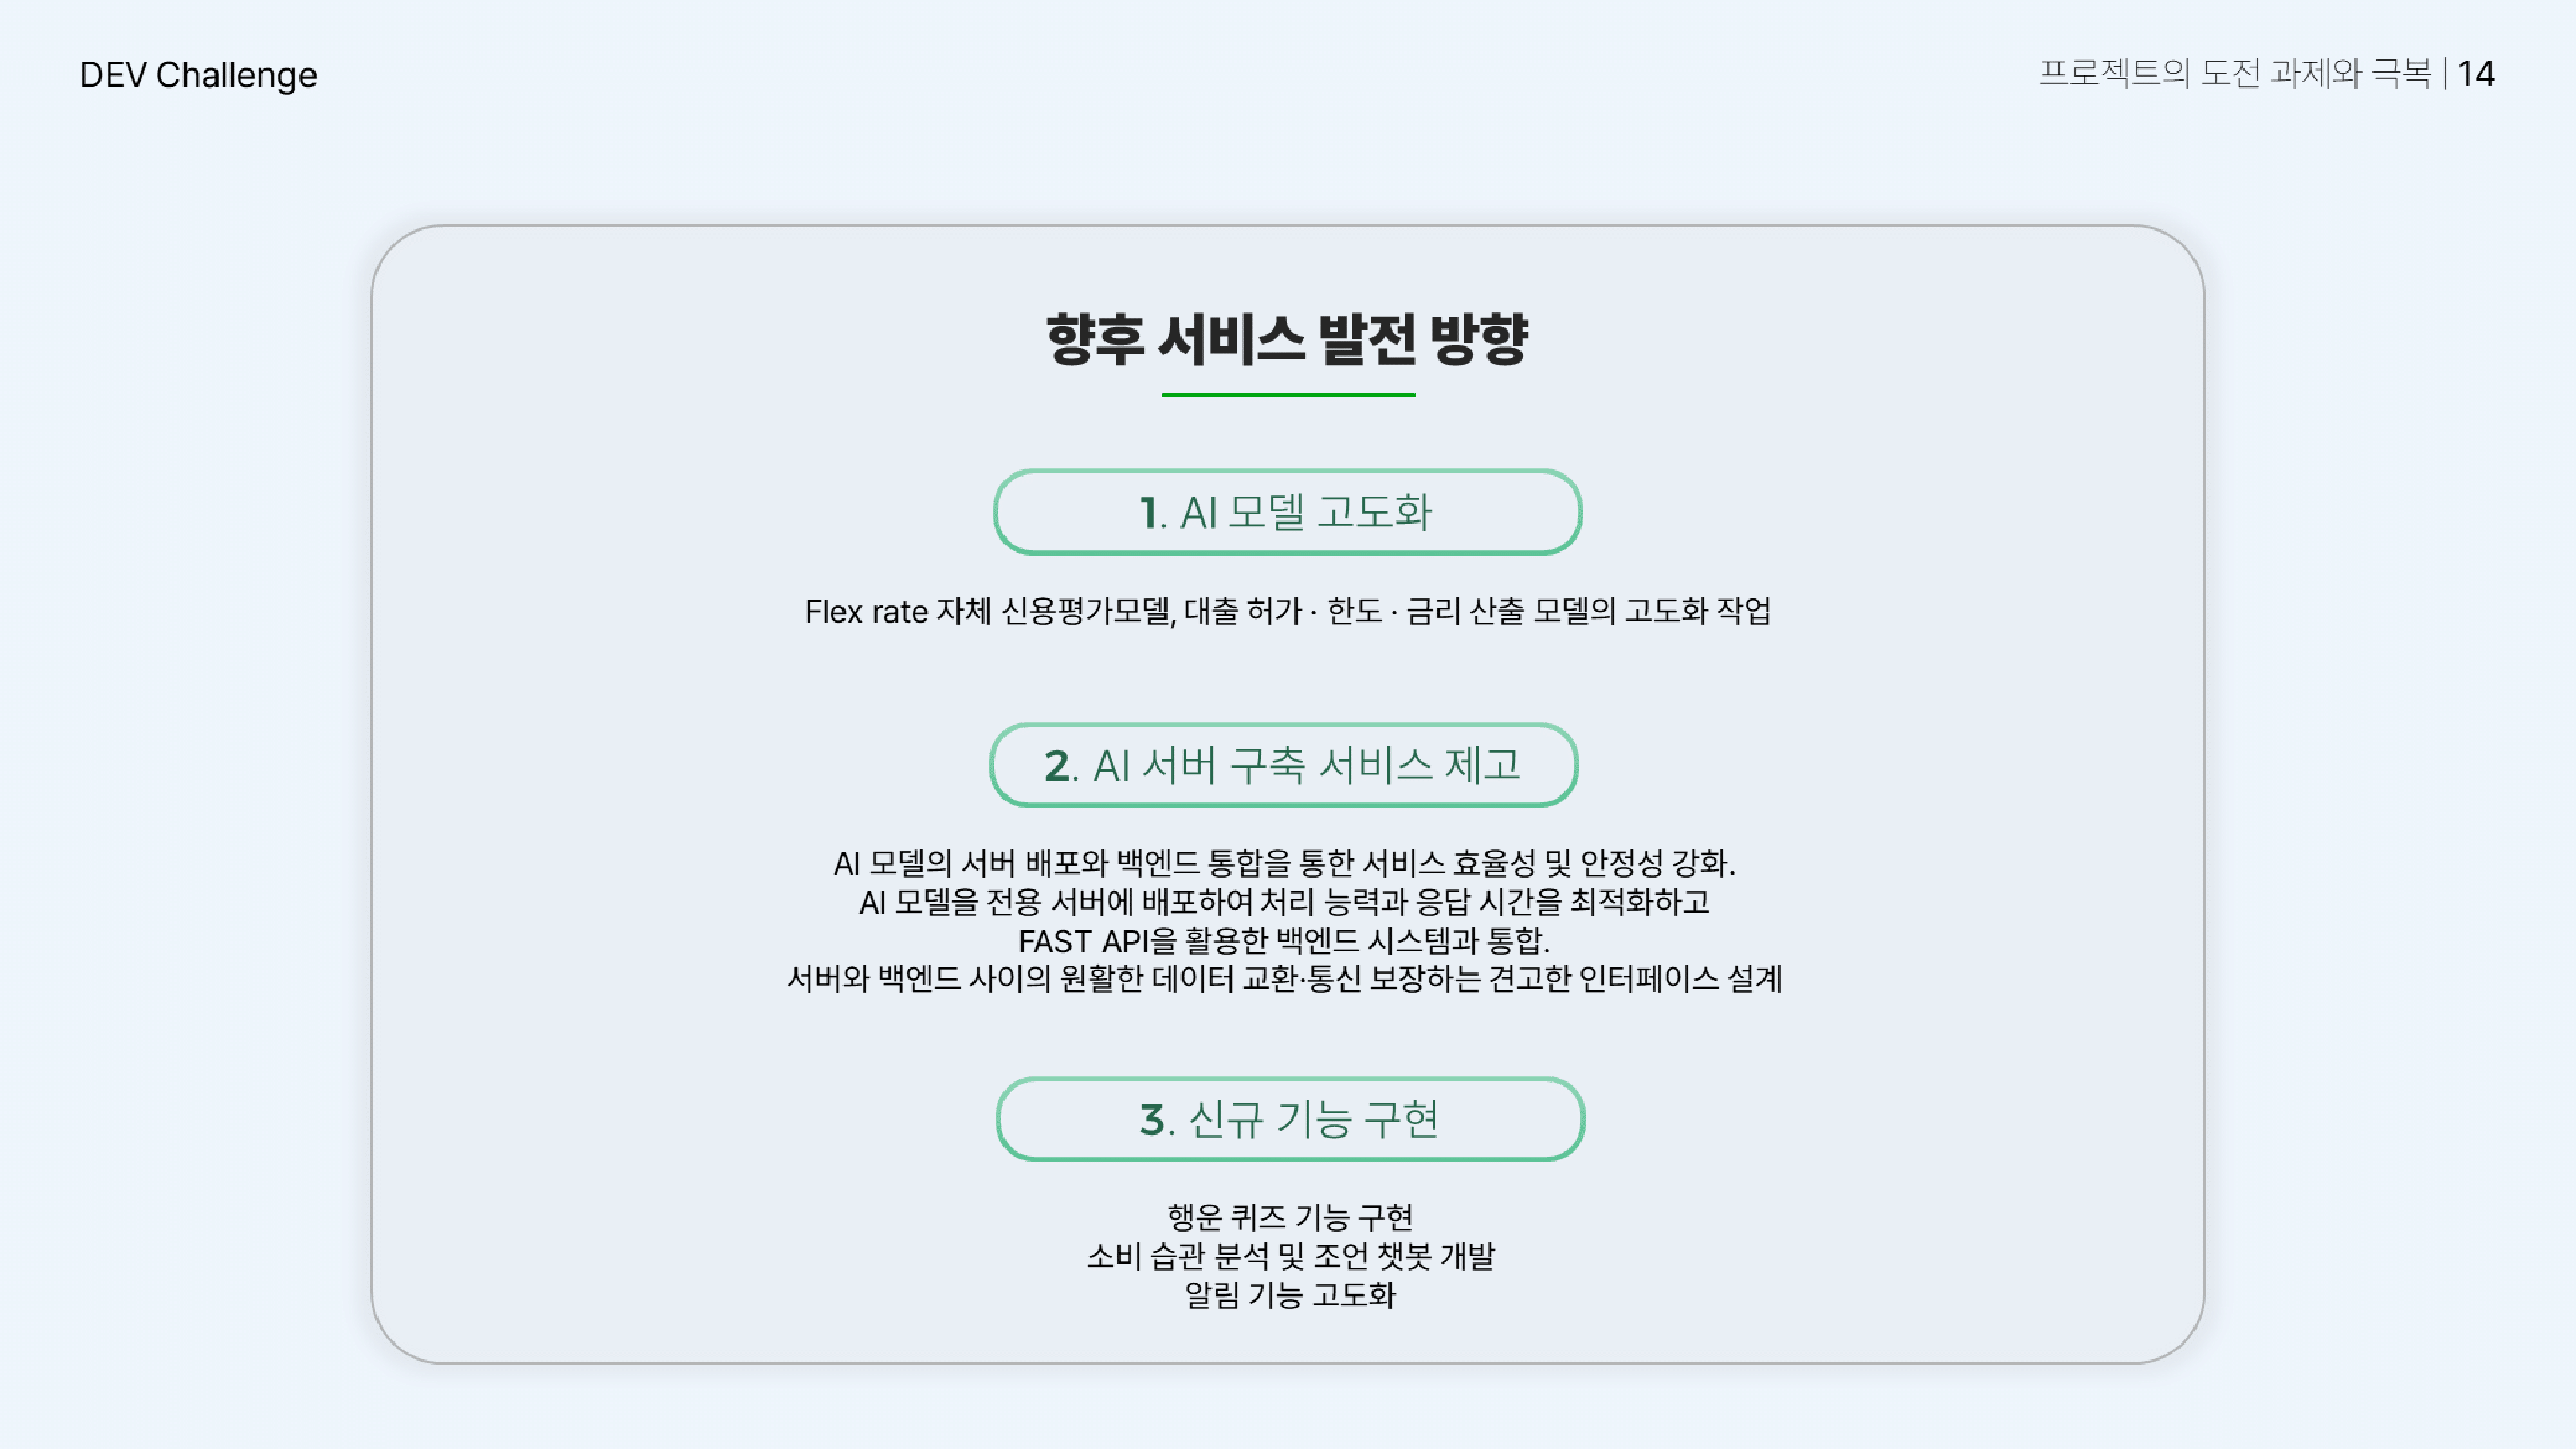 DEV Challenge
프로젝트의 도전 과제와 극복 | 14
향후 서비스 발전 방향
1. AI 모델 고도화
Flex rate 자체 신용평가모델, 대출 허가 · 한도 · 금리 산출 모델의 고도화 작업
2. AI 서버 구축 서비스 제고
AI 모델의 서버 배포와 백엔드 통합을 통한 서비스 효율성 및 안정성 강화.
AI 모델을 전용 서버에 배포하여 처리 능력과 응답 시간을 최적화하고
FAST API을 활용한 백엔드 시스템과 통합.
서버와 백엔드 사이의 원활한 데이터 교환·통신 보장하는 견고한 인터페이스 설계
3. 신규 기능 구현
행운 퀴즈 기능 구현
소비 습관 분석 및 조언 챗봇 개발
알림 기능 고도화